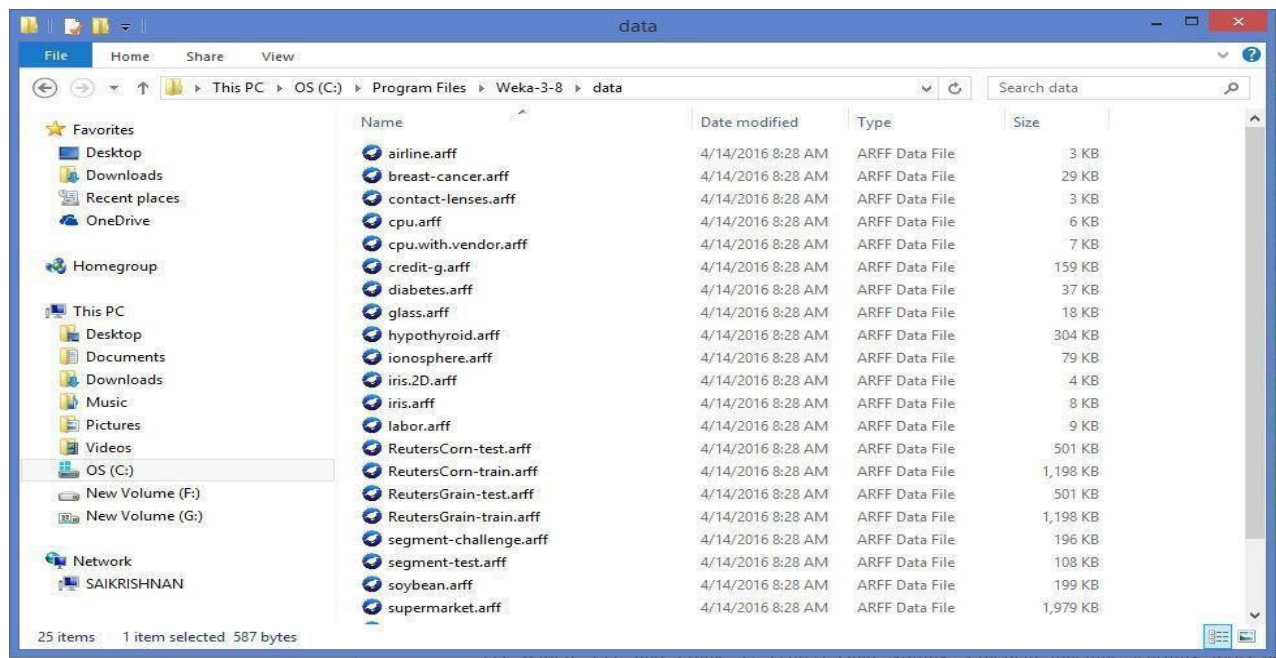 data
File Home Share View
This PC OS (C:) Program Files Weka-3-8 data Search data
Favorites
Desktop
Downloads
Recent places
OneDrive
Homegroup
This PC
Desktop
Documents
Downloads
Music
Pictures
Videos
OS (C:)
New Volume (F:)
New Volume (G:)
Network
SAIKRISHNAN
Name Date modified Type Size
airline.arff 4/14/2016 8:28 AM ARFF Data File 3 KB
breast-cancer.arff 4/14/2016 8:28 AM ARFF Data File 29 KB
contact-lenses.arff 4/14/2016 8:28 AM ARFF Data File 3 KB
cpu.arff 4/14/2016 8:28 AM ARFF Data File 6 KB
cpu.with.vendor.arff 4/14/2016 8:28 AM ARFF Data File 7 KB
credit-g.arff 4/14/2016 8:28 AM ARFF Data File 159 KB
diabetes.arff 4/14/2016 8:28 AM ARFF Data File 37 KB
glass.arff 4/14/2016 8:28 AM ARFF Data File 18 KB
hypothyroid.arff 4/14/2016 8:28 AM ARFF Data File 304 KB
ionosphere.arff 4/14/2016 8:28 AM ARFF Data File 79 KB
iris.2D.arff 4/14/2016 8:28 AM ARFF Data File 4 KB
iris.arff 4/14/2016 8:28 AM ARFF Data File 8 KB
labor.arff 4/14/2016 8:28 AM ARFF Data File 9 KB
ReutersCorn-test.arff 4/14/2016 8:28 AM ARFF Data File 501 KB
ReutersCorn-train.arff 4/14/2016 8:28 AM ARFF Data File 1,198 KB
ReutersGrain-test.arff 4/14/2016 8:28 AM ARFF Data File 501 KB
ReutersGrain-train.arff 4/14/2016 8:28 AM ARFF Data File 1,198 KB
segment-challenge.arff 4/14/2016 8:28 AM ARFF Data File 196 KB
segment-test.arff 4/14/2016 8:28 AM ARFF Data File 108 KB
soybean.arff 4/14/2016 8:28 AM ARFF Data File 199 KB
supermarket.arff 4/14/2016 8:28 AM ARFF Data File 1,979 KB
25 items 1 item selected 587 bytes